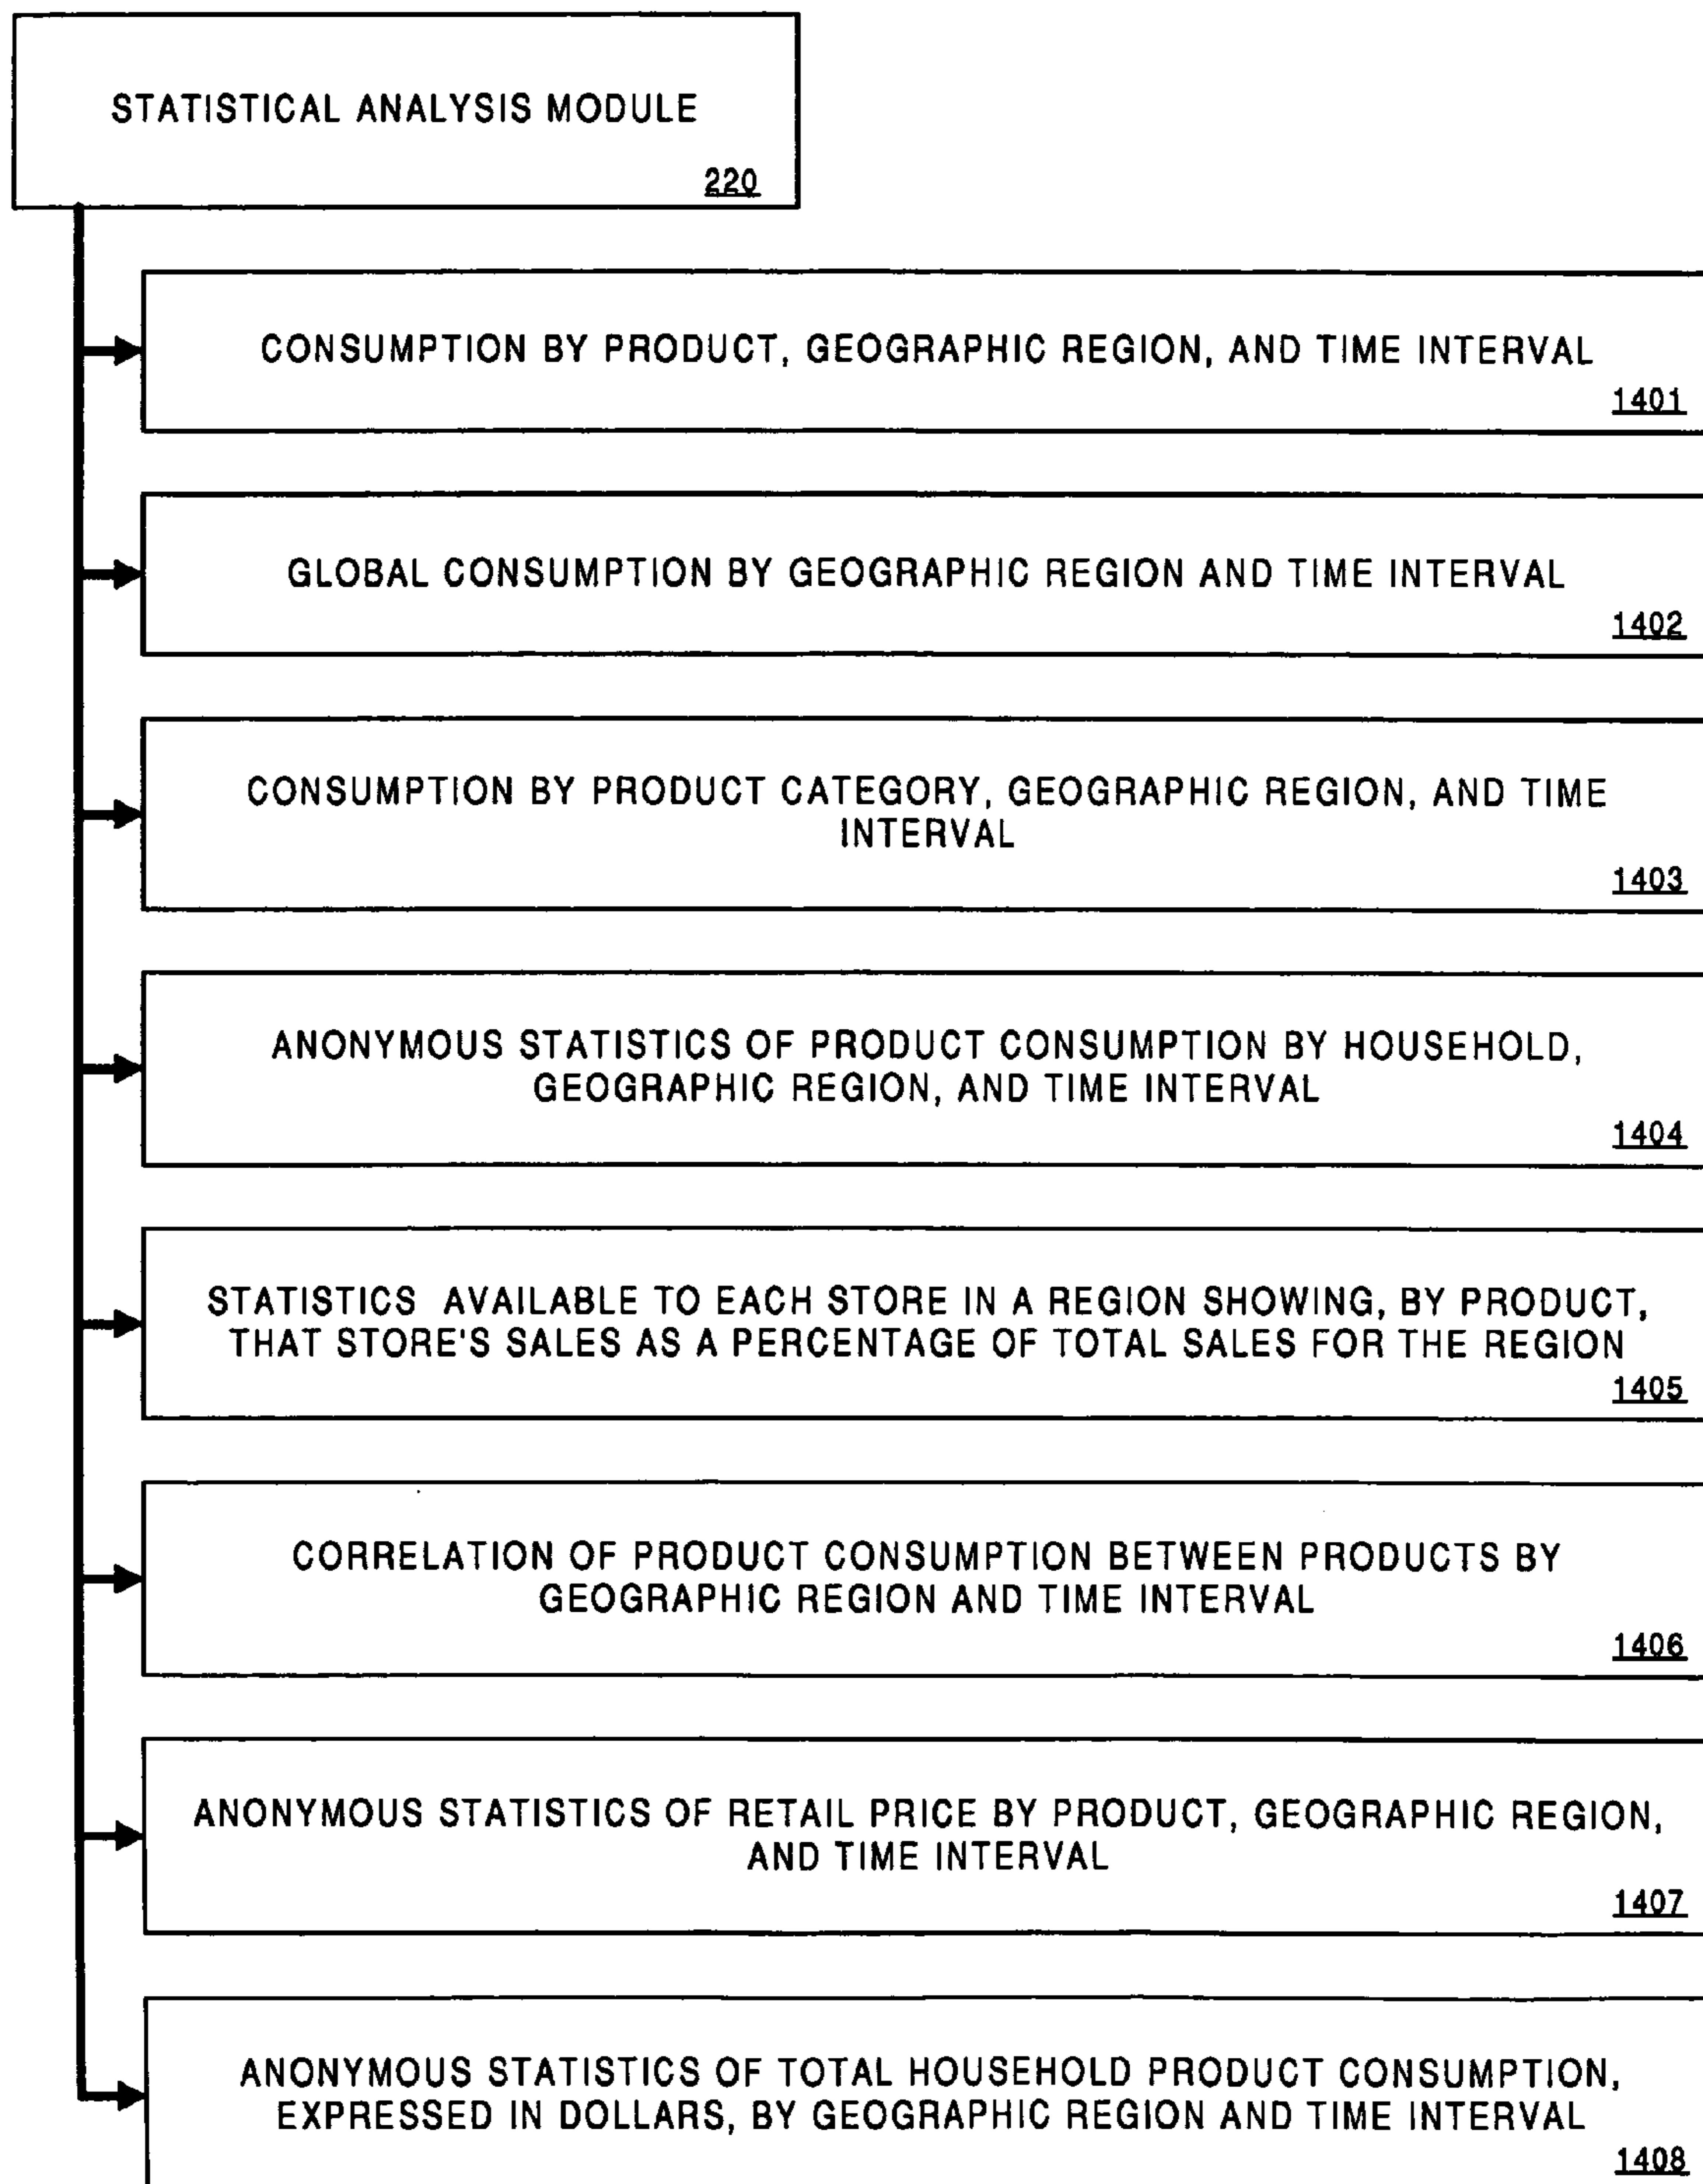 STATISTICAL ANALYSIS MODULE
220
CONSUMPTION BY PRODUCT, GEOGRAPHIC REGION, AND TIME INTERVAL
1401
GLOBAL CONSUMPTION BY GEOGRAPHIC REGION AND TIME INTERVAL
1402
CONSUMPTION BY PRODUCT CATEGORY, GEOGRAPHIC REGION, AND TIME
INTERVAL
1403
ANONYMOUS STATISTICS OF PRODUCT CONSUMPTION BY HOUSEHOLD,
GEOGRAPHIC REGION, AND TIME INTERVAL
1404
STATISTICS AVAILABLE TO EACH STORE IN A REGION SHOWING, BY PRODUCT,
THAT STORE'S SALES AS A PERCENTAGE OF TOTAL SALES FOR THE REGION
1405
CORRELATION OF PRODUCT CONSUMPTION BETWEEN PRODUCTS BY
GEOGRAPHIC REGION AND TIME INTERVAL
1406
ANONYMOUS STATISTICS OF RETAIL PRICE BY PRODUCT, GEOGRAPHIC REGION,
AND TIME INTERVAL
1407
ANONYMOUS STATISTICS OF TOTAL HOUSEHOLD PRODUCT CONSUMPTION,
EXPRESSED IN DOLLARS, BY GEOGRAPHIC REGION AND TIME INTERVAL
1408